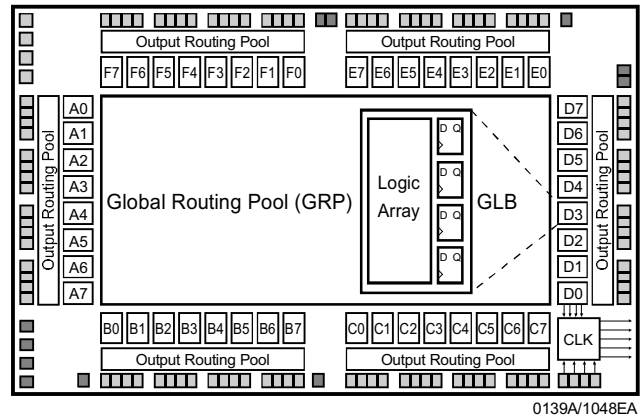 Output Routing Pool
Output Routing Pool
F7 F6 F5 F4 F3 F2 F1 F0
E7 E6 E5 E4 E3 E2 E1 E0
Output Routing Pool
A0
A1
A2
A3
A4
A5
A6
A7
Global Routing Pool (GRP)
Logic
Array
D Q
D Q
D Q
D Q
GLB
D7
D6
D5
D4
D3
D2
D1
D0
Output Routing Pool
CLK
B0 B1 B2 B3 B4 B5 B6 B7
C0 C1 C2 C3 C4 C5 C6 C7
Output Routing Pool
Output Routing Pool
0139A/1048EA